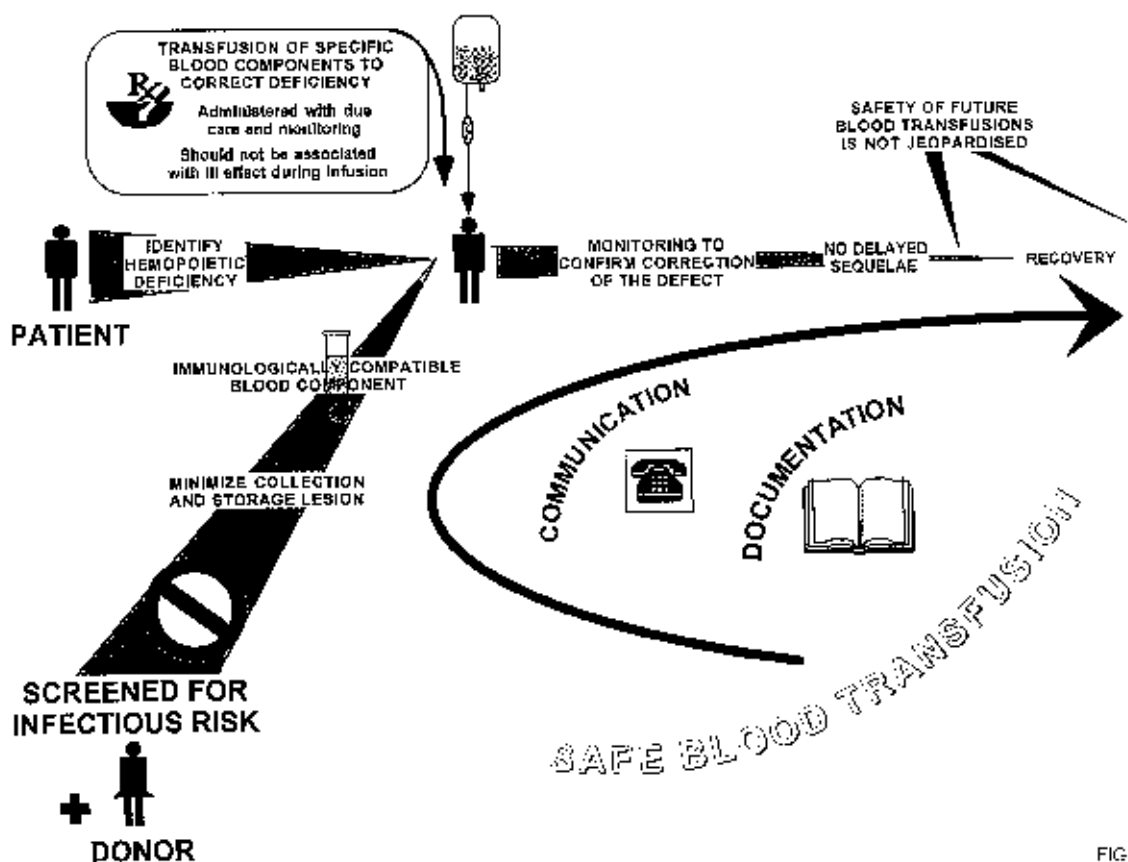 TRANSFUSION OF SPECIFIC
BLOOD COMPONENTS TO
CORRECT DEFICIENCY
Rx
Administered with due
care and monitoring
Should not be associated
with ill effect during infusion
SAFETY OF FUTURE
BLOOD TRANSFUSIONS
IS NOT JEOPARDISED
IDENTIFY
HEMOPOIETIC
DEFICIENCY
PATIENT
MONITORING TO
CONFIRM CORRECTION
OF THE DEFECT
NO DELAYED
SEQUELAE
RECOVERY
IMMUNOLOGICALLY COMPATIBLE
BLOOD COMPONENT
MINIMIZE COLLECTION
AND STORAGE LESION
COMMUNICATION
DOCUMENTATION
SAFE BLOOD TRANSFUSION
SCREENED FOR
INFECTIOUS RISK
+
DONOR
FIG